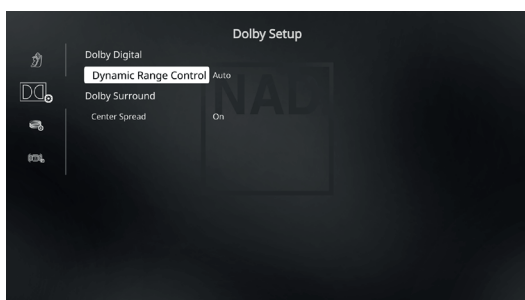 Dolby Setup
Dolby Digital
Dynamic Range Control Auto
Dolby Surround
Center Spread On
NAD